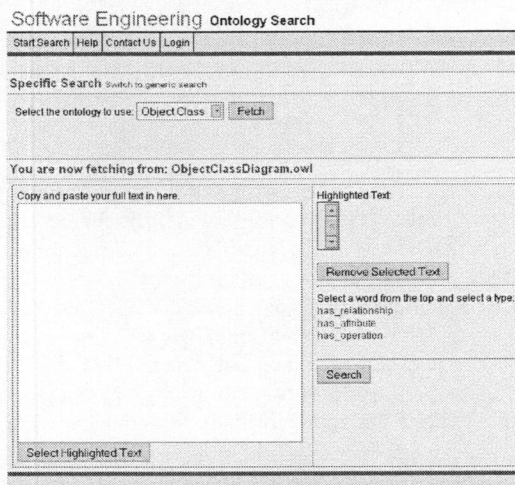 Software Engineering Ontology Search
Start Search Help Contact Us Login
Specific Search Switch to generic search
Select the ontology to use: Object Class Fetch
You are now fetching from: ObjectClassDiagram.owl
Copy and paste your full text in here.
Highlighted Text:
Remove Selected Text
Select a word from the top and select a type:
has_relationship
has_attribute
has_operation
Search
Select Highlighted Text